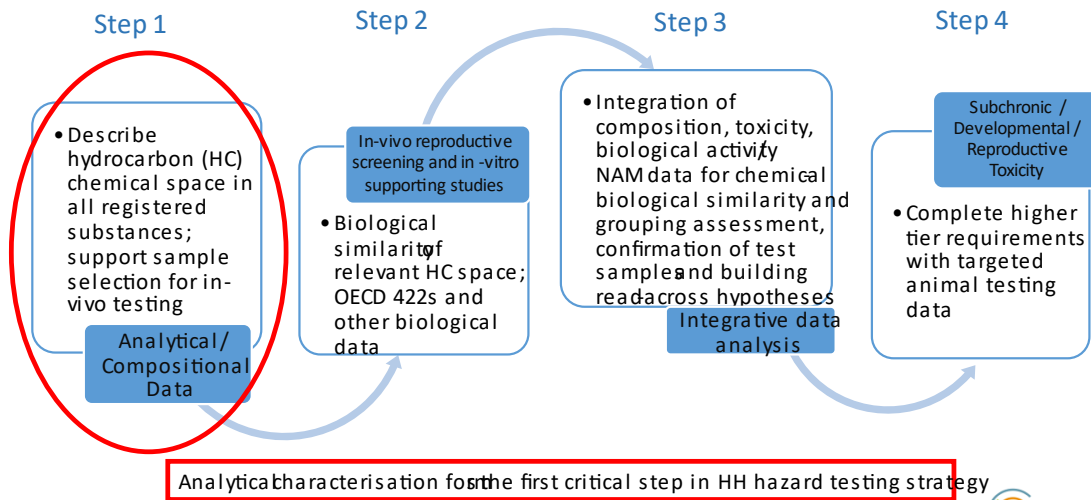 Step 1
Step 2
Step 3
Step 4
• Describe
hydrocarbon (HC)
chemical space in
all registered
substances;
support sample
selection for in-
vivo testing
Analytical/
Compositional
Data
In-vivo reproductive
screening and in -vitro
supporting studies
• Biological
similarity of
relevant HC space;
OECD 422s and
other biological
data
• Integration of
composition, toxicity,
biological activity/
NAM data for chemical
biological similarity and
grouping assessment,
confirmation of test
samples and building
read-across hypotheses
Integrative data
analysis
Subchronic /
Developmental /
Reproductive
Toxicity
• Complete higher
tier requirements
with targeted
animal testing
data
Analytical characterisation forms the first critical step in HH hazard testing strategy